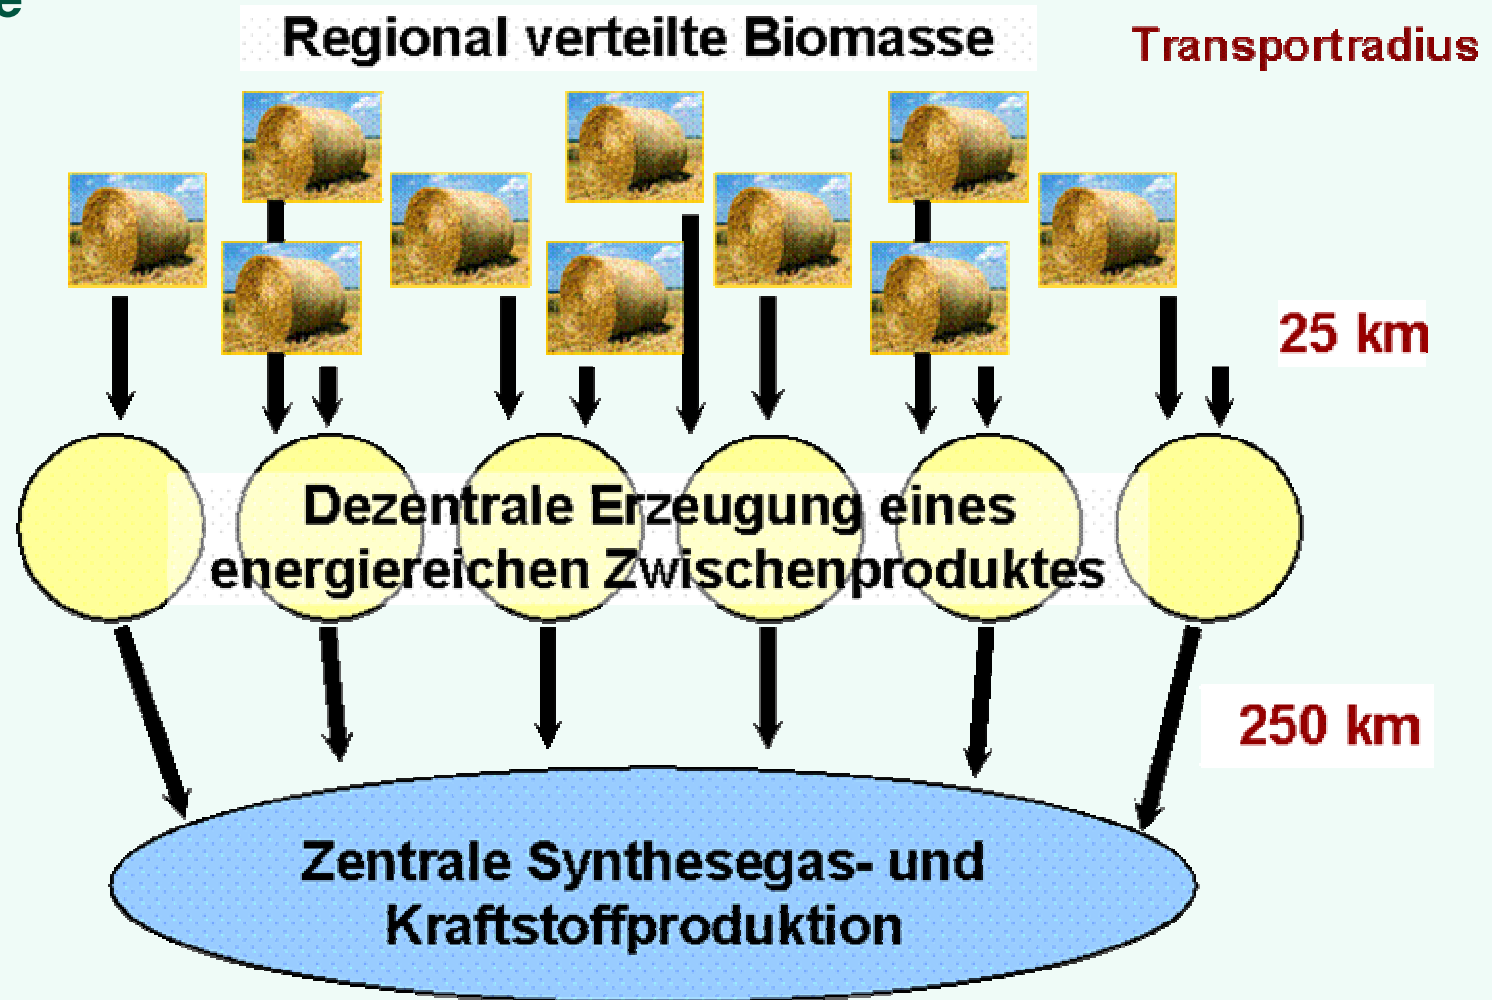 Regional verteilte Biomasse
Transportradius
25 km
Dezentrale Erzeugung eines
energiereichen Zwischenproduktes
250 km
Zentrale Synthesegas- und
Kraftstoffproduktion